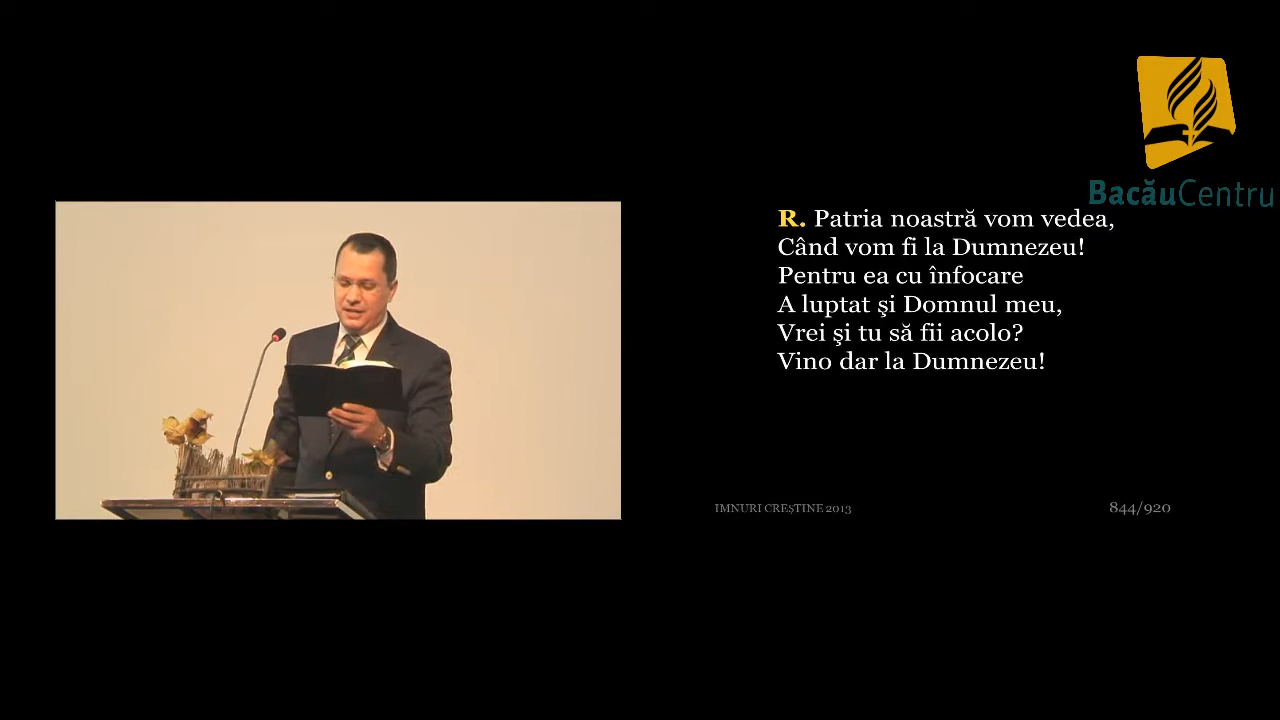 BacăuCentru
R. Patria noastră vom vedea,
Când vom fi la Dumnezeu!
Pentru ea cu înfocare
A luptat şi Domnul meu,
Vrei şi tu să fii acolo?
Vino dar la Dumnezeu!
IMNURI CREŞTINE 2013
844/920